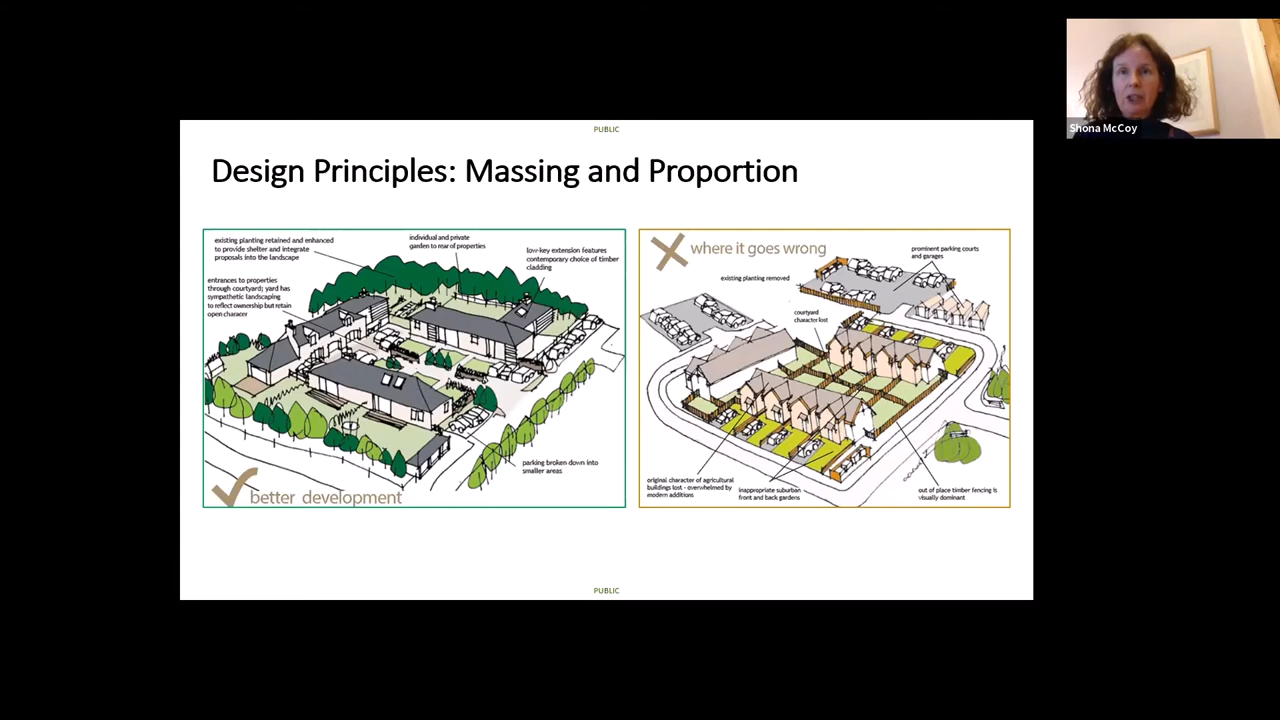 PUBLIC
Design Principles: Massing and Proportion
existing planting retained and enhanced
to provide shelter and integrate
proposals into the landscape
individual and private
garden to rear of properties
low-key extension features
contemporary choice of timber
cladding
entrances to properties
through courtyard; yard has
sympathetic landscaping
to reflect ownership but retain
open characer
parking broken down into
smaller areas
better development
where it goes wrong
prominent parking courts
and garages
existing planting removed
courtyard
character lost
original character of agricultural
buildings lost - overwhelmed by
modern additions
inappropriate suburban
front and back gardens
out of place timber fencing is
visually dominant
PUBLIC
Shona McCoy